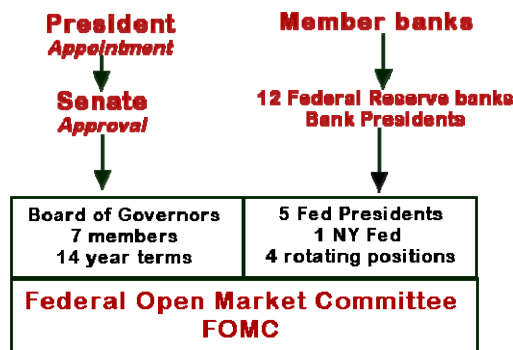 President
Appointment
Senate
Approval
Member banks
12 Federal Reserve banks
Bank Presidents
Board of Governors
7 members
14 year terms
5 Fed Presidents
1 NY Fed
4 rotating positions
Federal Open Market Committee
FOMC